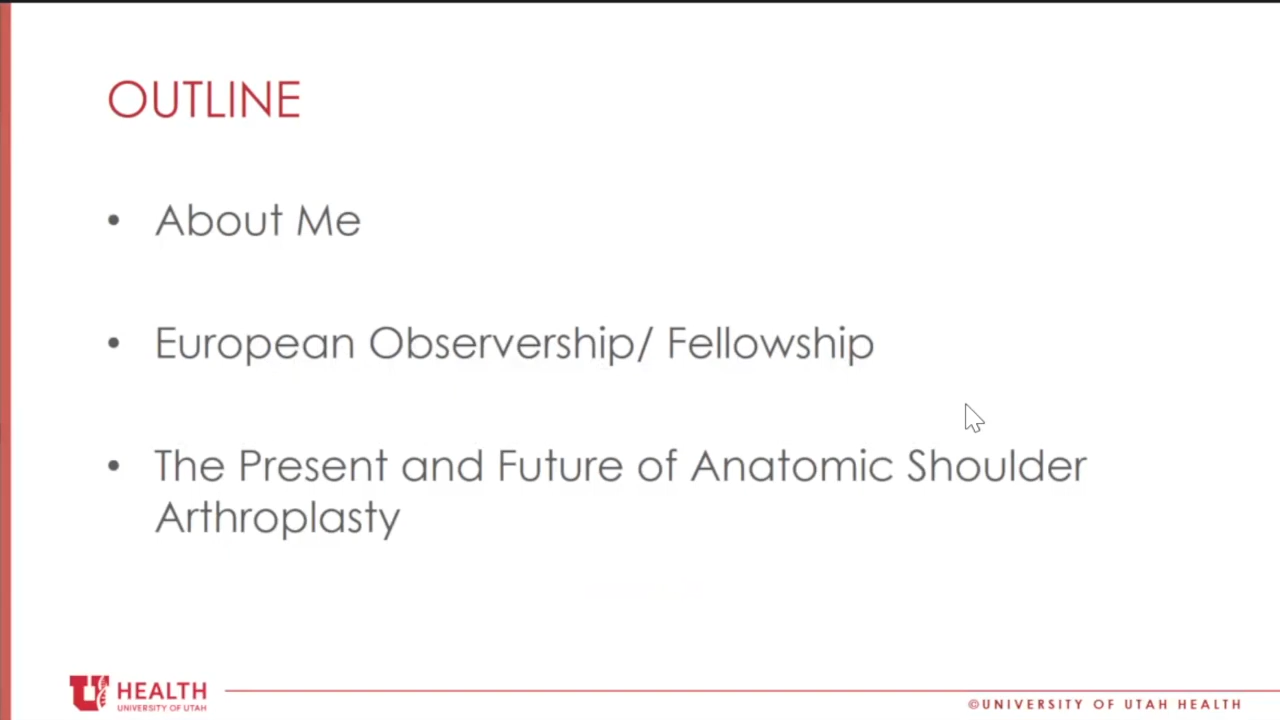 OUTLINE
• About Me
• European Observership/ Fellowship
• The Present and Future of Anatomic Shoulder
Arthroplasty
U HEALTH
UNIVERSITY OF UTAH
©UNIVERSITY OF UTAH HEALTH